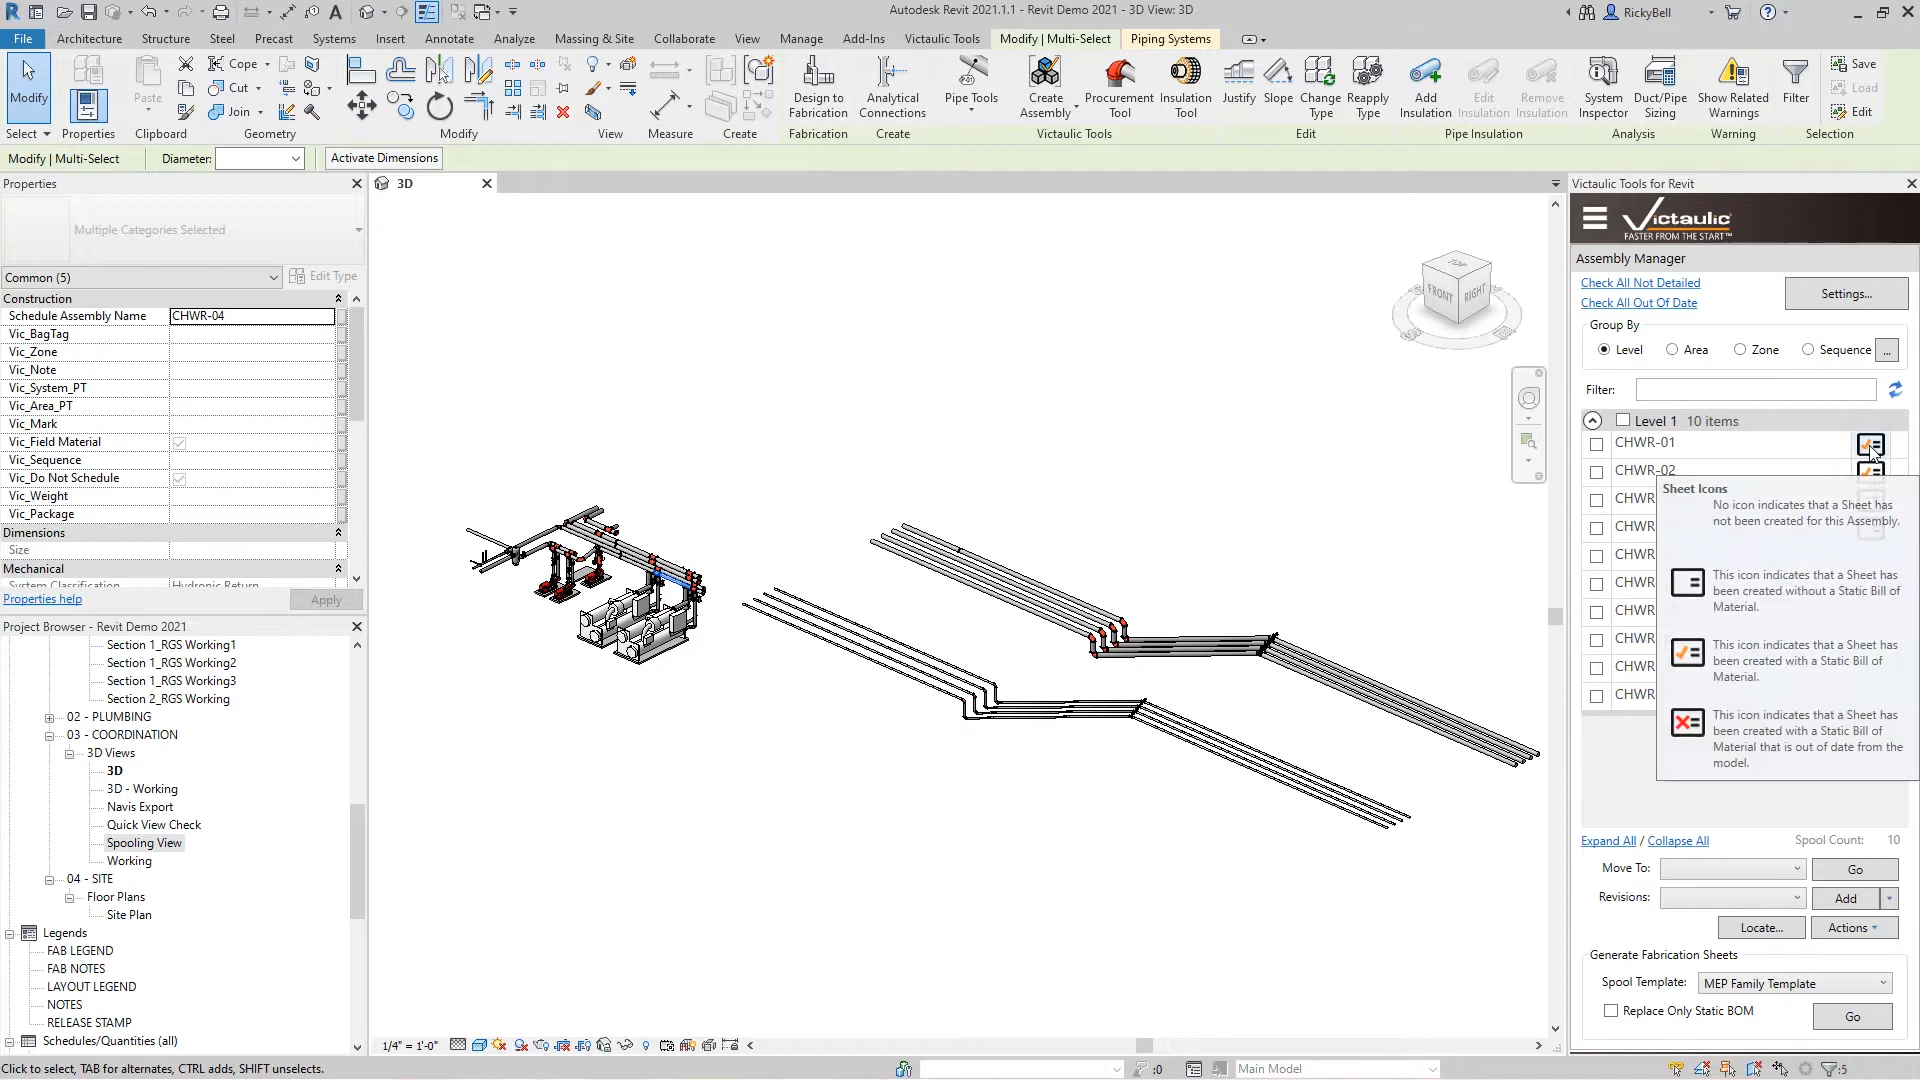 Autodesk Revit 2021.1.1 - Revit Demo 2021 - 3D View: 3D
RickyBell
File Architecture Structure Steel Precast Systems Insert Annotate Analyze Massing & Site Collaborate View Manage Add-Ins Victaulic Tools Modify | Multi-Select Piping Systems
Modify
Paste
Cope
Cut
Join
Design to Fabrication
Analytical Connections
Pipe Tools
Create Assembly
Procurement Tool
Insulation Tool
Justify
Slope
Change Type
Reapply Type
Add Insulation
Edit Insulation
Remove Insulation
System Inspector
Duct/Pipe Sizing
Show Related Warnings
Filter
Save
Load
Edit
Select Properties Clipboard Geometry Modify View Measure Create Fabrication Create Victaulic Tools Edit Pipe Insulation Analysis Warning Selection
Modify | Multi-Select Diameter: Activate Dimensions
Properties
Multiple Categories Selected
Common (5) Edit Type
Construction
Schedule Assembly Name CHWR-04
Vic_BagTag
Vic_Zone
Vic_Note
Vic_System_PT
Vic_Area_PT
Vic_Mark
Vic_Field Material
Vic_Sequence
Vic_Do Not Schedule
Vic_Weight
Vic_Package
Dimensions
Size
Mechanical
System Classification Hydronic Return
Properties help Apply
Project Browser - Revit Demo 2021
Section 1_RGS Working1
Section 1_RGS Working2
Section 1_RGS Working3
Section 2_RGS Working
02 - PLUMBING
03 - COORDINATION
3D Views
3D
3D - Working
Navis Export
Quick View Check
Spooling View
Working
04 - SITE
Floor Plans
Site Plan
Legends
FAB LEGEND
FAB NOTES
LAYOUT LEGEND
NOTES
RELEASE STAMP
Schedules/Quantities (all)
3D
TOP
FRONT
RIGHT
1/4" = 1'-0"
Victaulic Tools for Revit
Victaulic
FASTER FROM THE START™
Assembly Manager
Check All Not Detailed
Check All Out Of Date
Settings...
Group By
Level Area Zone Sequence ...
Filter:
Level 1 10 items
CHWR-01
CHWR-02
CHWR
CHWR
CHWR
CHWR
CHWR
CHWR
CHWR
CHWR
Sheet Icons
No icon indicates that a Sheet has
not been created for this Assembly.
This icon indicates that a Sheet has
been created without a Static Bill of
Material.
This icon indicates that a Sheet has
been created with a Static Bill of
Material.
This icon indicates that a Sheet has
been created with a Static Bill of
Material that is out of date from the
model.
Expand All / Collapse All Spool Count: 10
Move To: Go
Revisions: Add
Locate... Actions
Generate Fabrication Sheets
Spool Template: MEP Family Template
Replace Only Static BOM Go
Click to select, TAB for alternates, CTRL adds, SHIFT unselects.
:0
Main Model
:5